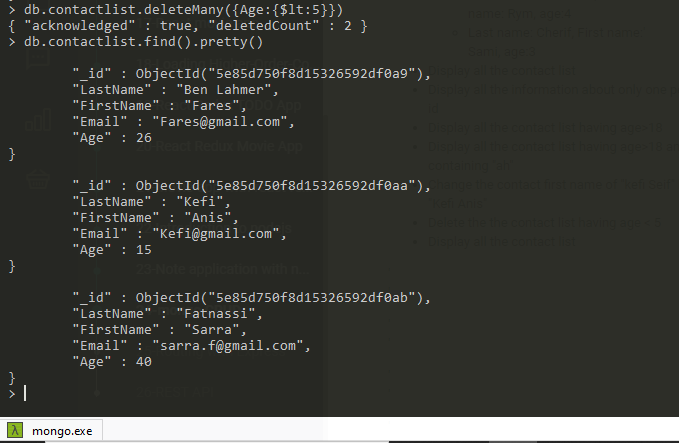 > db.contactlist.deleteMany({Age:{$lt:5}})
{ "acknowledged" : true, "deletedCount" : 2 }
> db.contactlist.find().pretty()
"_id" : ObjectId("5e85d750f8d15326592df0a9"),
"LastName" : "Ben Lahmer",
"FirstName" : "Fares",
"Email" : "Fares@gmail.com",
"Age" : 26
}
"_id" : ObjectId("5e85d750f8d15326592df0aa"),
"LastName" : "Kefi",
"FirstName" : "Anis",
"Email" : "Kefi@gmail.com",
"Age" : 15
}
"_id" : ObjectId("5e85d750f8d15326592df0ab"),
"LastName" : "Fatnassi",
"FirstName" : "Sarra",
"Email" : "sarra.f@gmail.com",
"Age" : 40
}
>
λ mongo.exe